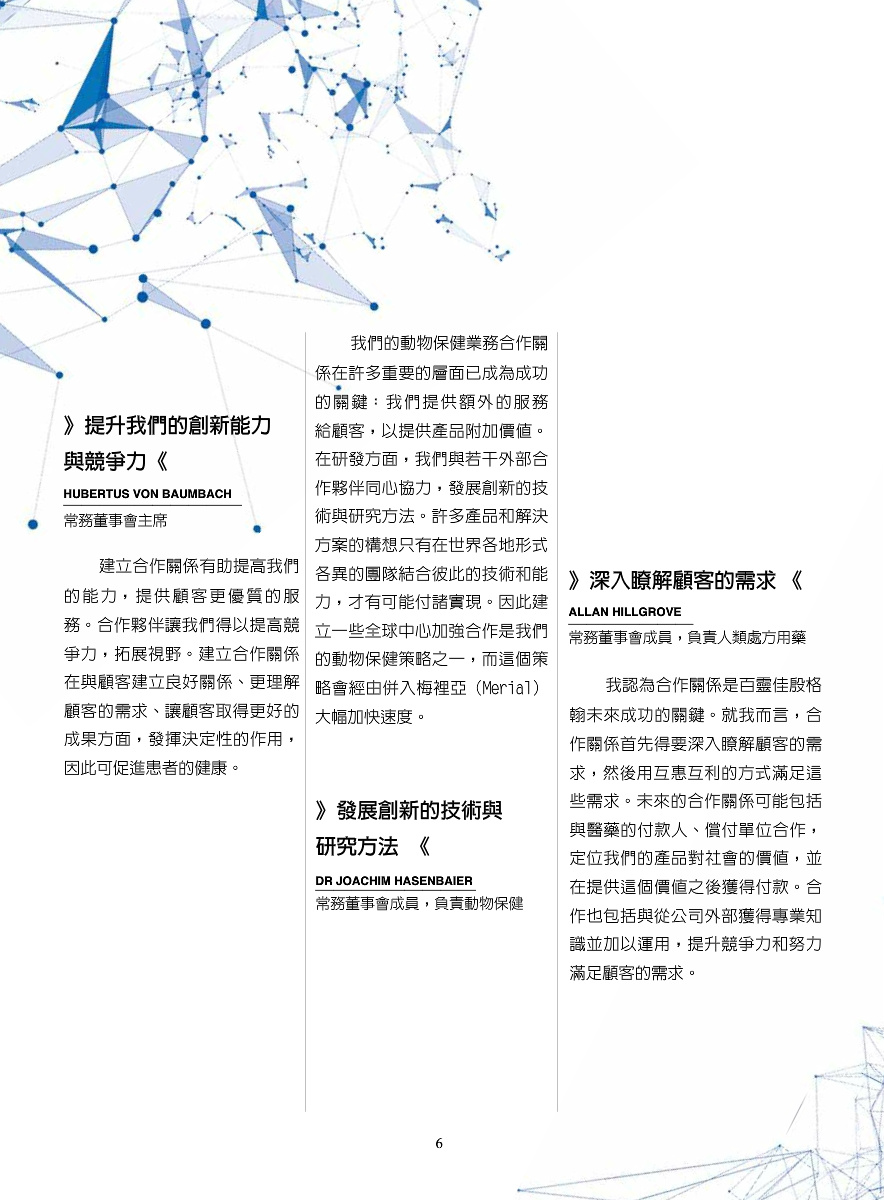 》提升我們的創新能力
與競爭力《
HUBERTUS VON BAUMBACH
常務董事會主席
建立合作關係有助提高我們
的能力，提供顧客更優質的服
務。合作夥伴讓我們得以提高競
爭力，拓展視野。建立合作關係
在與顧客建立良好關係、更理解
顧客的需求、讓顧客取得更好的
成果方面，發揮決定性的作用，
因此可促進患者的健康。
我們的動物保健業務合作關
係在許多重要的層面已成為成功
的關鍵：我們提供額外的服務
給顧客，以提供產品附加價值。
在研發方面，我們與若干外部合
作夥伴同心協力，發展創新的技
術與研究方法。許多產品和解決
方案的構想只有在世界各地形式
各異的團隊結合彼此的技術和能
力，才有可能付諸實現。因此建
立一些全球中心加強合作是我們
的動物保健策略之一，而這個策
略會經由併入梅裡亞（Merial）
大幅加快速度。
》發展創新的技術與
研究方法 《
DR JOACHIM HASENBAIER
常務董事會成員，負責動物保健
》深入瞭解顧客的需求 《
ALLAN HILLGROVE
常務董事會成員，負責人類處方用藥
我認為合作關係是百靈佳殷格
翰未來成功的關鍵。就我而言，合
作關係首先得要深入瞭解顧客的需
求，然後用互惠互利的方式滿足這
些需求。未來的合作關係可能包括
與醫藥的付款人、償付單位合作，
定位我們的產品對社會的價值，並
在提供這個價值之後獲得付款。合
作也包括與從公司外部獲得專業知
識並加以運用，提升競爭力和努力
滿足顧客的需求。
6